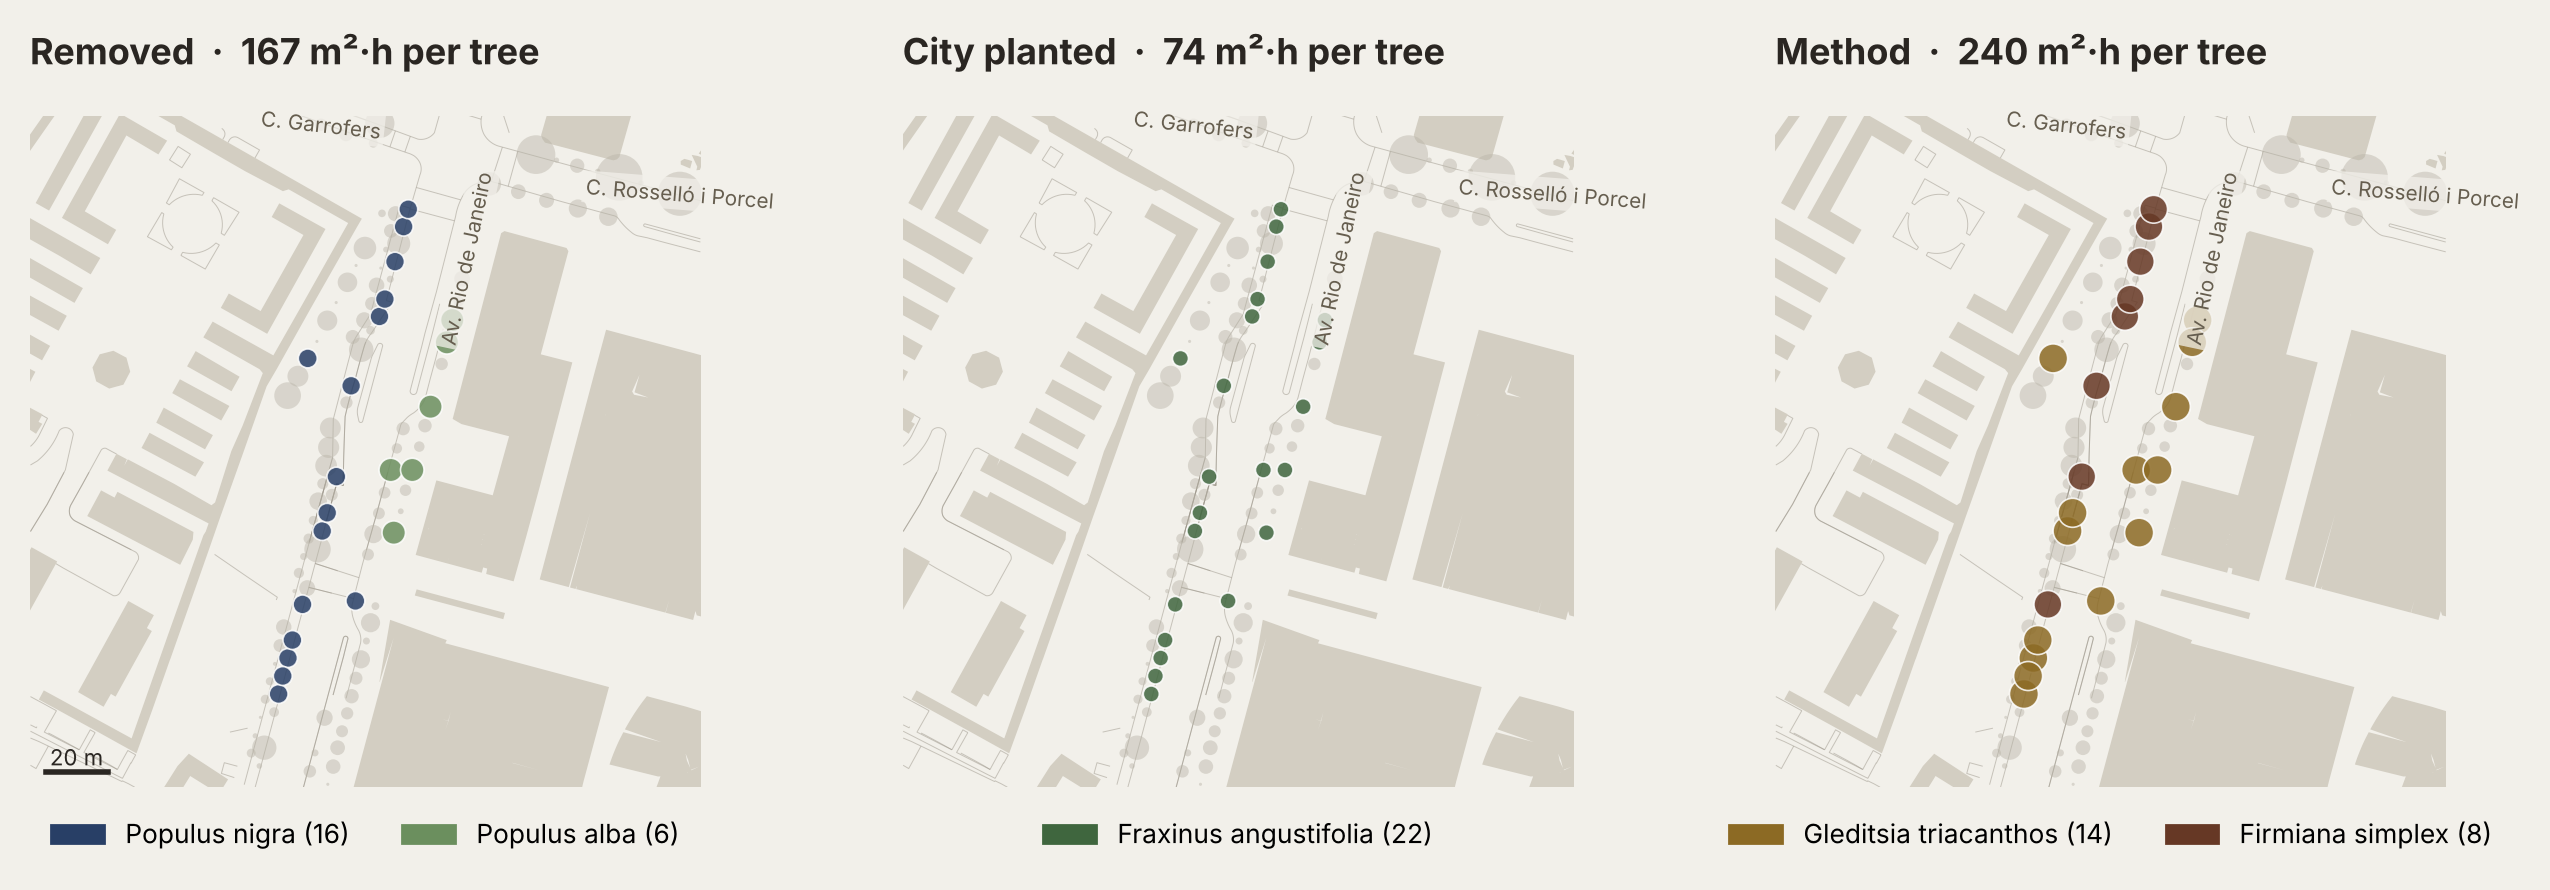 Removed · 167 m²·h per tree
C. Garrofers
C. Rosselló i Porcel
Av. Rio de Janeiro
20 m
Populus nigra (16)
Populus alba (6)
City planted · 74 m²·h per tree
C. Garrofers
C. Rosselló i Porcel
Av. Rio de Janeiro
Fraxinus angustifolia (22)
Method · 240 m²·h per tree
C. Garrofers
C. Rosselló i Porcel
Av. Rio de Janeiro
Gleditsia triacanthos (14)
Firmiana simplex (8)